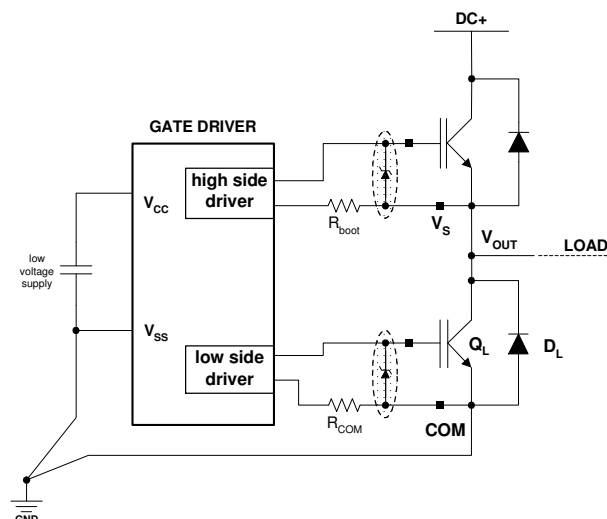 DC+
GATE DRIVER
high side
driver
V_CC
R_boot
V_S
V_OUT
LOAD
low
voltage
supply
V_SS
low side
driver
Q_L
D_L
R_COM
COM
GND